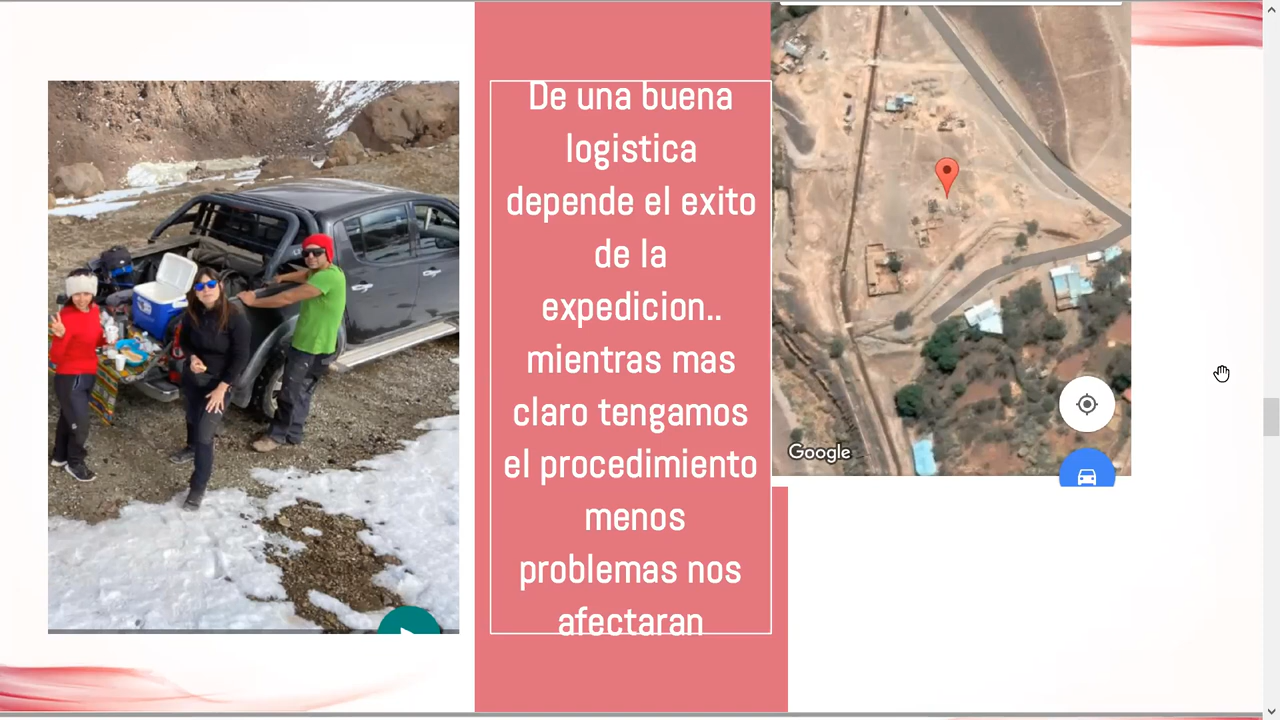 De una buena
logistica
depende el exito
de la
expedicion..
mientras mas
claro tengamos
el procedimiento
menos
problemas nos
afectaran
Google